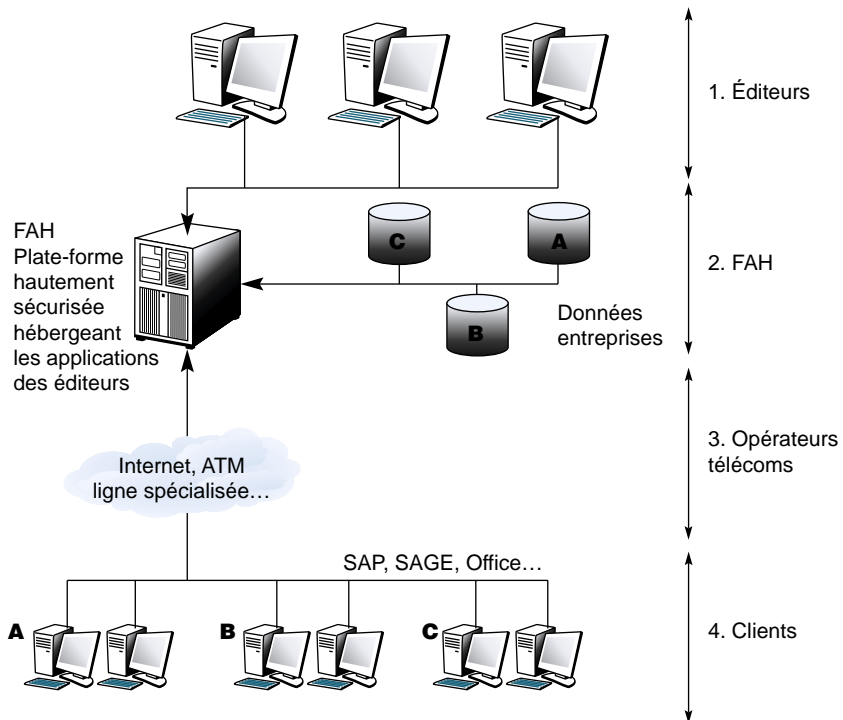 1. Éditeurs
FAH
Plate-forme
hautement
sécurisée
hébergeant
les applications
des éditeurs
C
A
B
Données
entreprises
2. FAH
Internet, ATM
ligne spécialisée…
3. Opérateurs
télécoms
SAP, SAGE, Office…
A
B
C
4. Clients